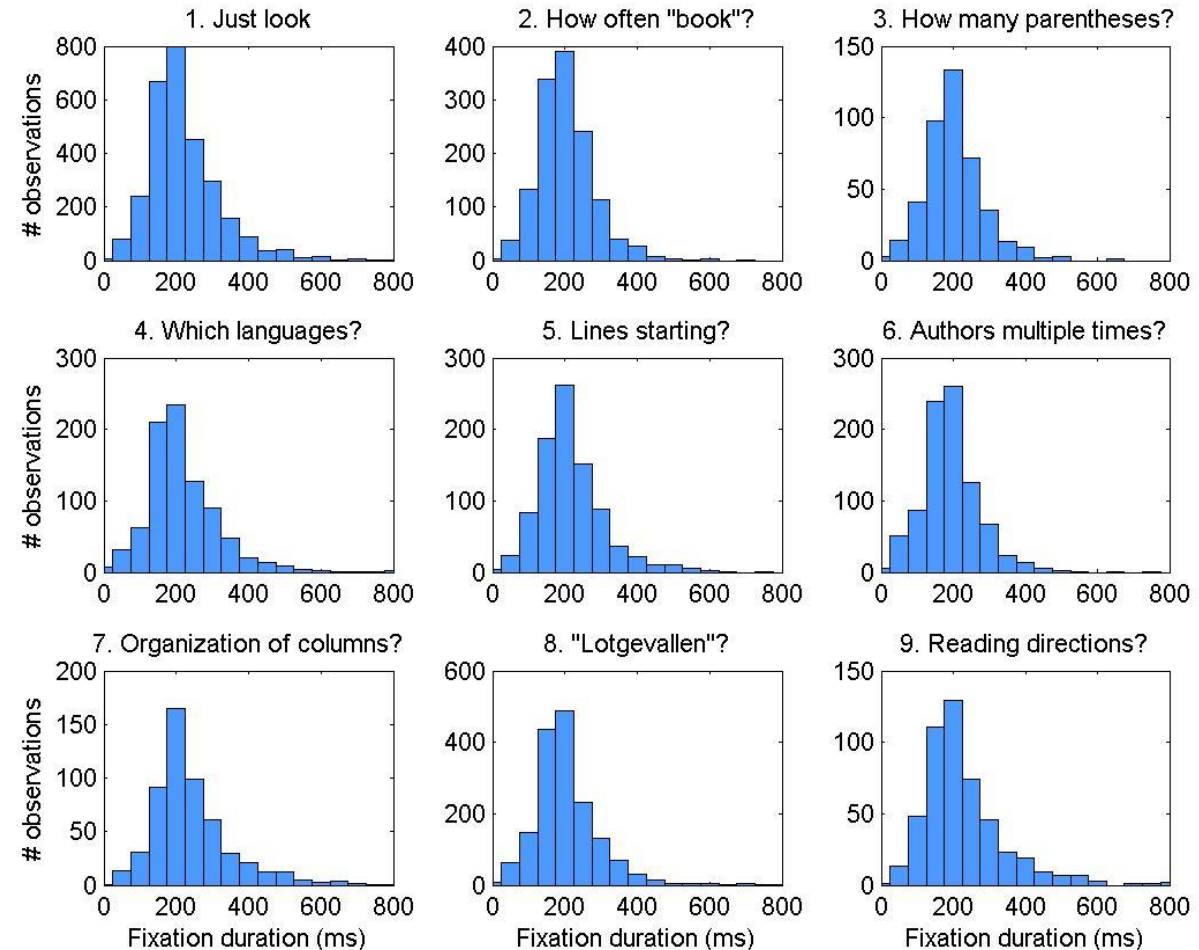 1. Just look
2. How often "book"?
3. How many parentheses?
# observations
800
600
400
200
0
0 200 400 600 800
400
300
200
100
0
0 200 400 600 800
150
100
50
0
0 200 400 600 800
4. Which languages?
5. Lines starting?
6. Authors multiple times?
# observations
300
200
100
0
0 200 400 600 800
300
200
100
0
0 200 400 600 800
300
200
100
0
0 200 400 600 800
7. Organization of columns?
8. "Lotgevallen"?
9. Reading directions?
# observations
200
150
100
50
0
0 200 400 600 800
Fixation duration (ms)
600
400
200
0
0 200 400 600 800
Fixation duration (ms)
150
100
50
0
0 200 400 600 800
Fixation duration (ms)